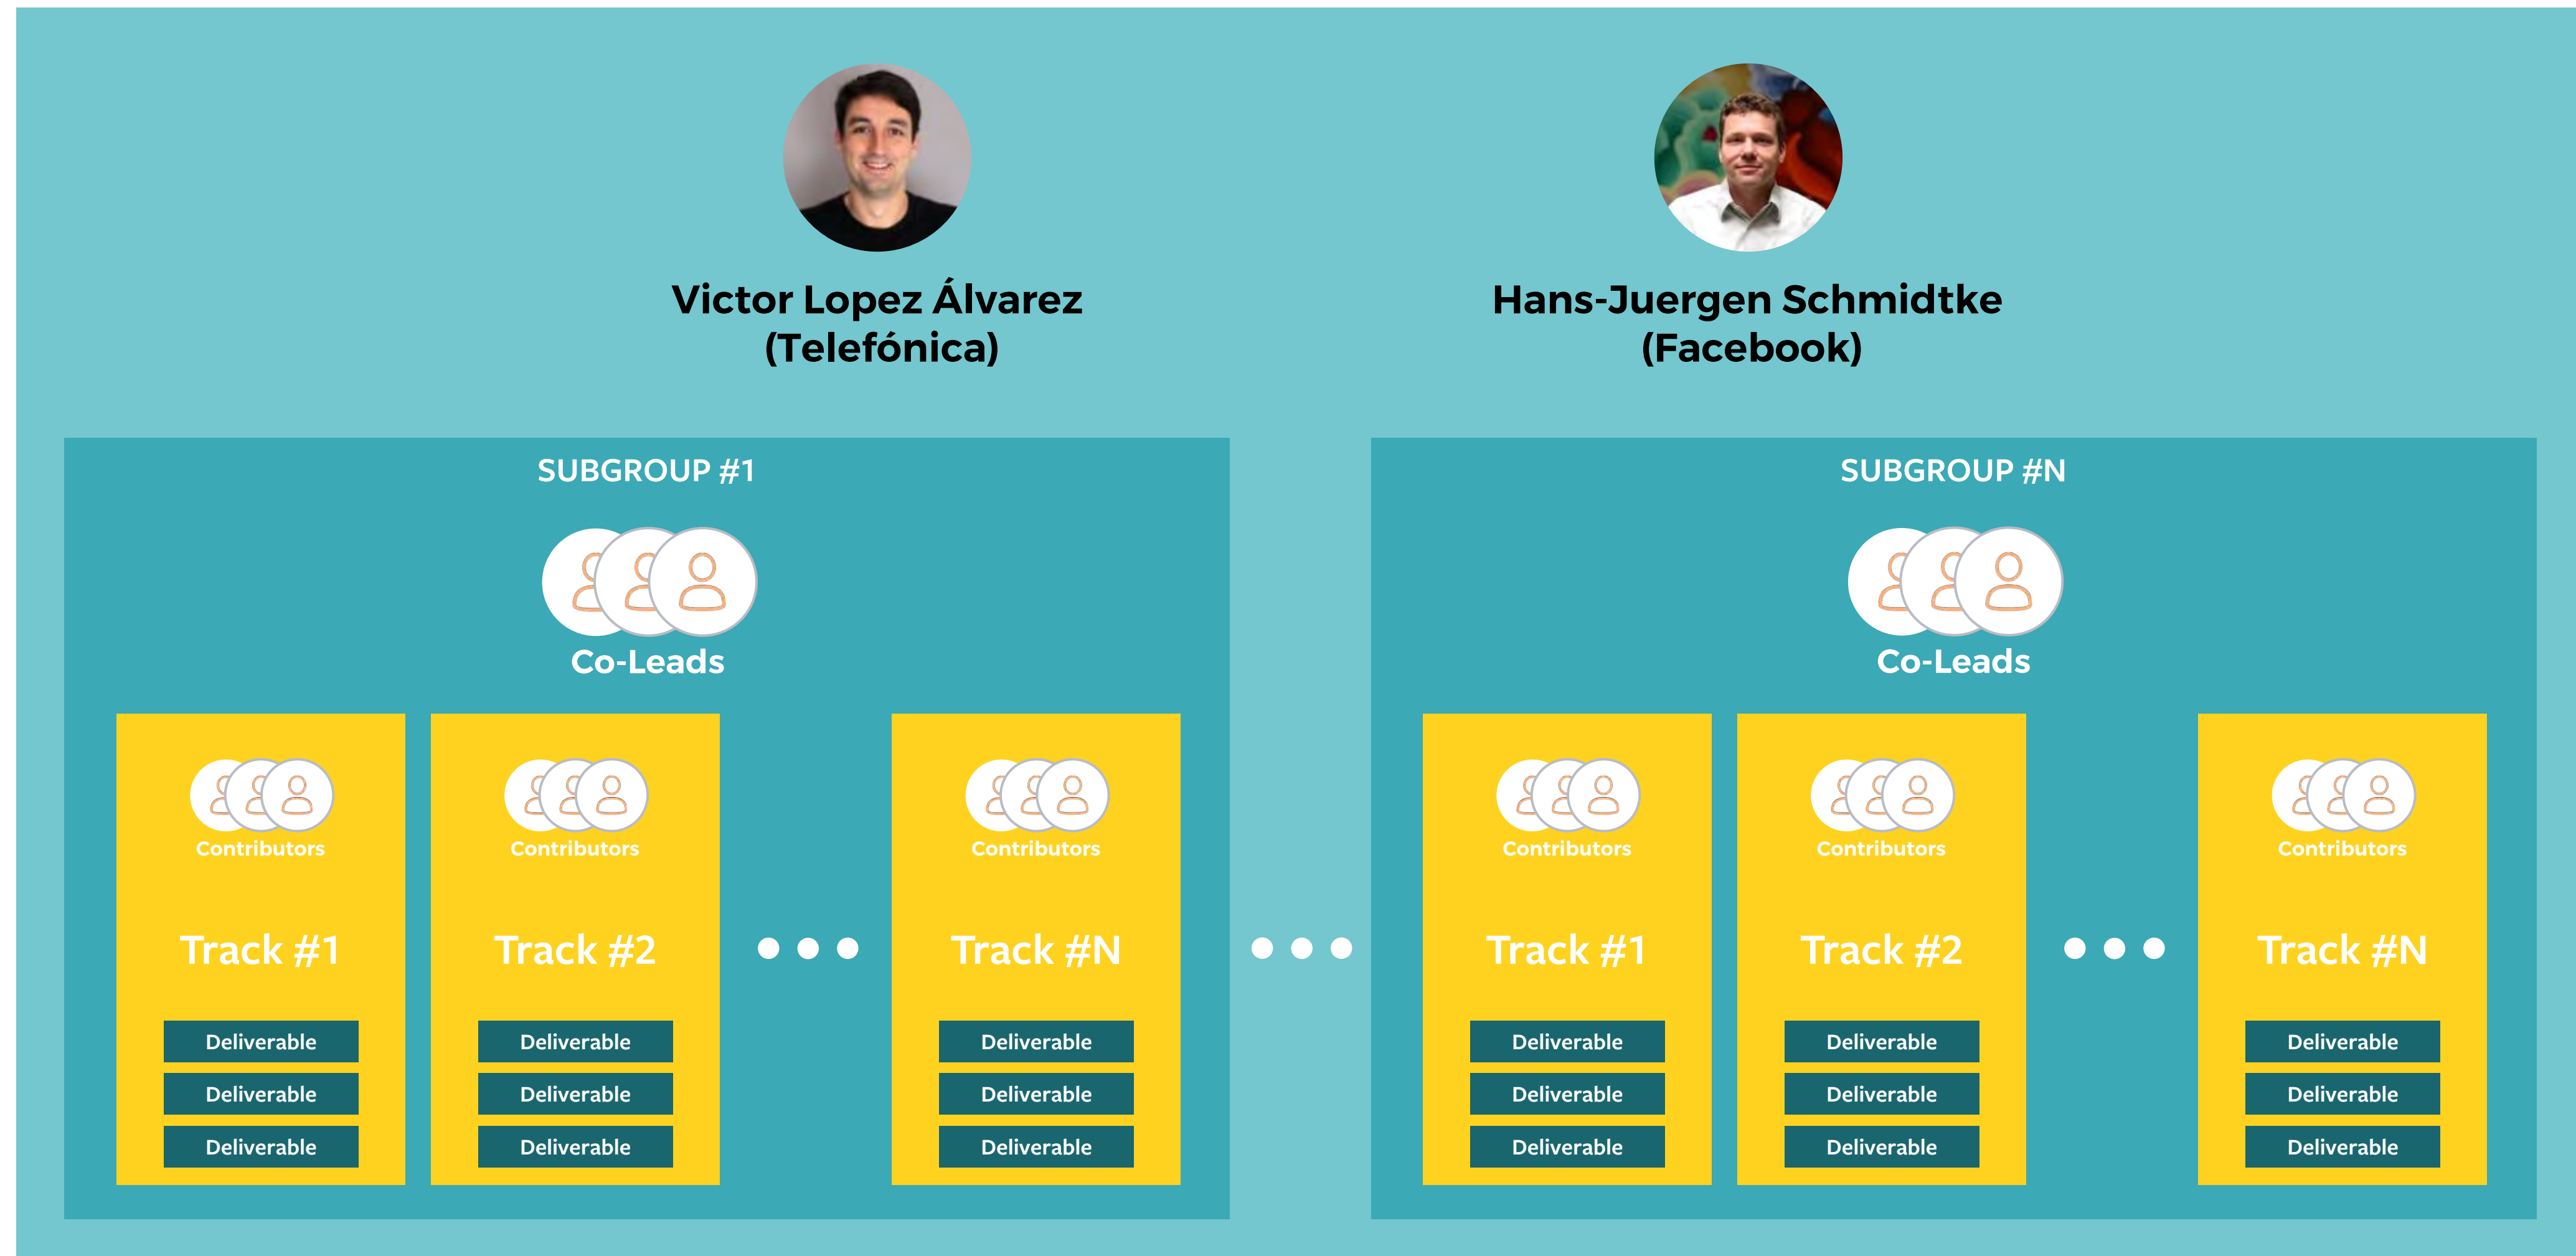 Victor Lopez Álvarez
(Telefónica)
Hans-Juergen Schmidtke
(Facebook)
SUBGROUP #1
Co-Leads
Contributors
Track #1
Deliverable
Deliverable
Deliverable
Contributors
Track #2
Deliverable
Deliverable
Deliverable
Contributors
Track #N
Deliverable
Deliverable
Deliverable
SUBGROUP #N
Co-Leads
Contributors
Track #1
Deliverable
Deliverable
Deliverable
Contributors
Track #2
Deliverable
Deliverable
Deliverable
Contributors
Track #N
Deliverable
Deliverable
Deliverable